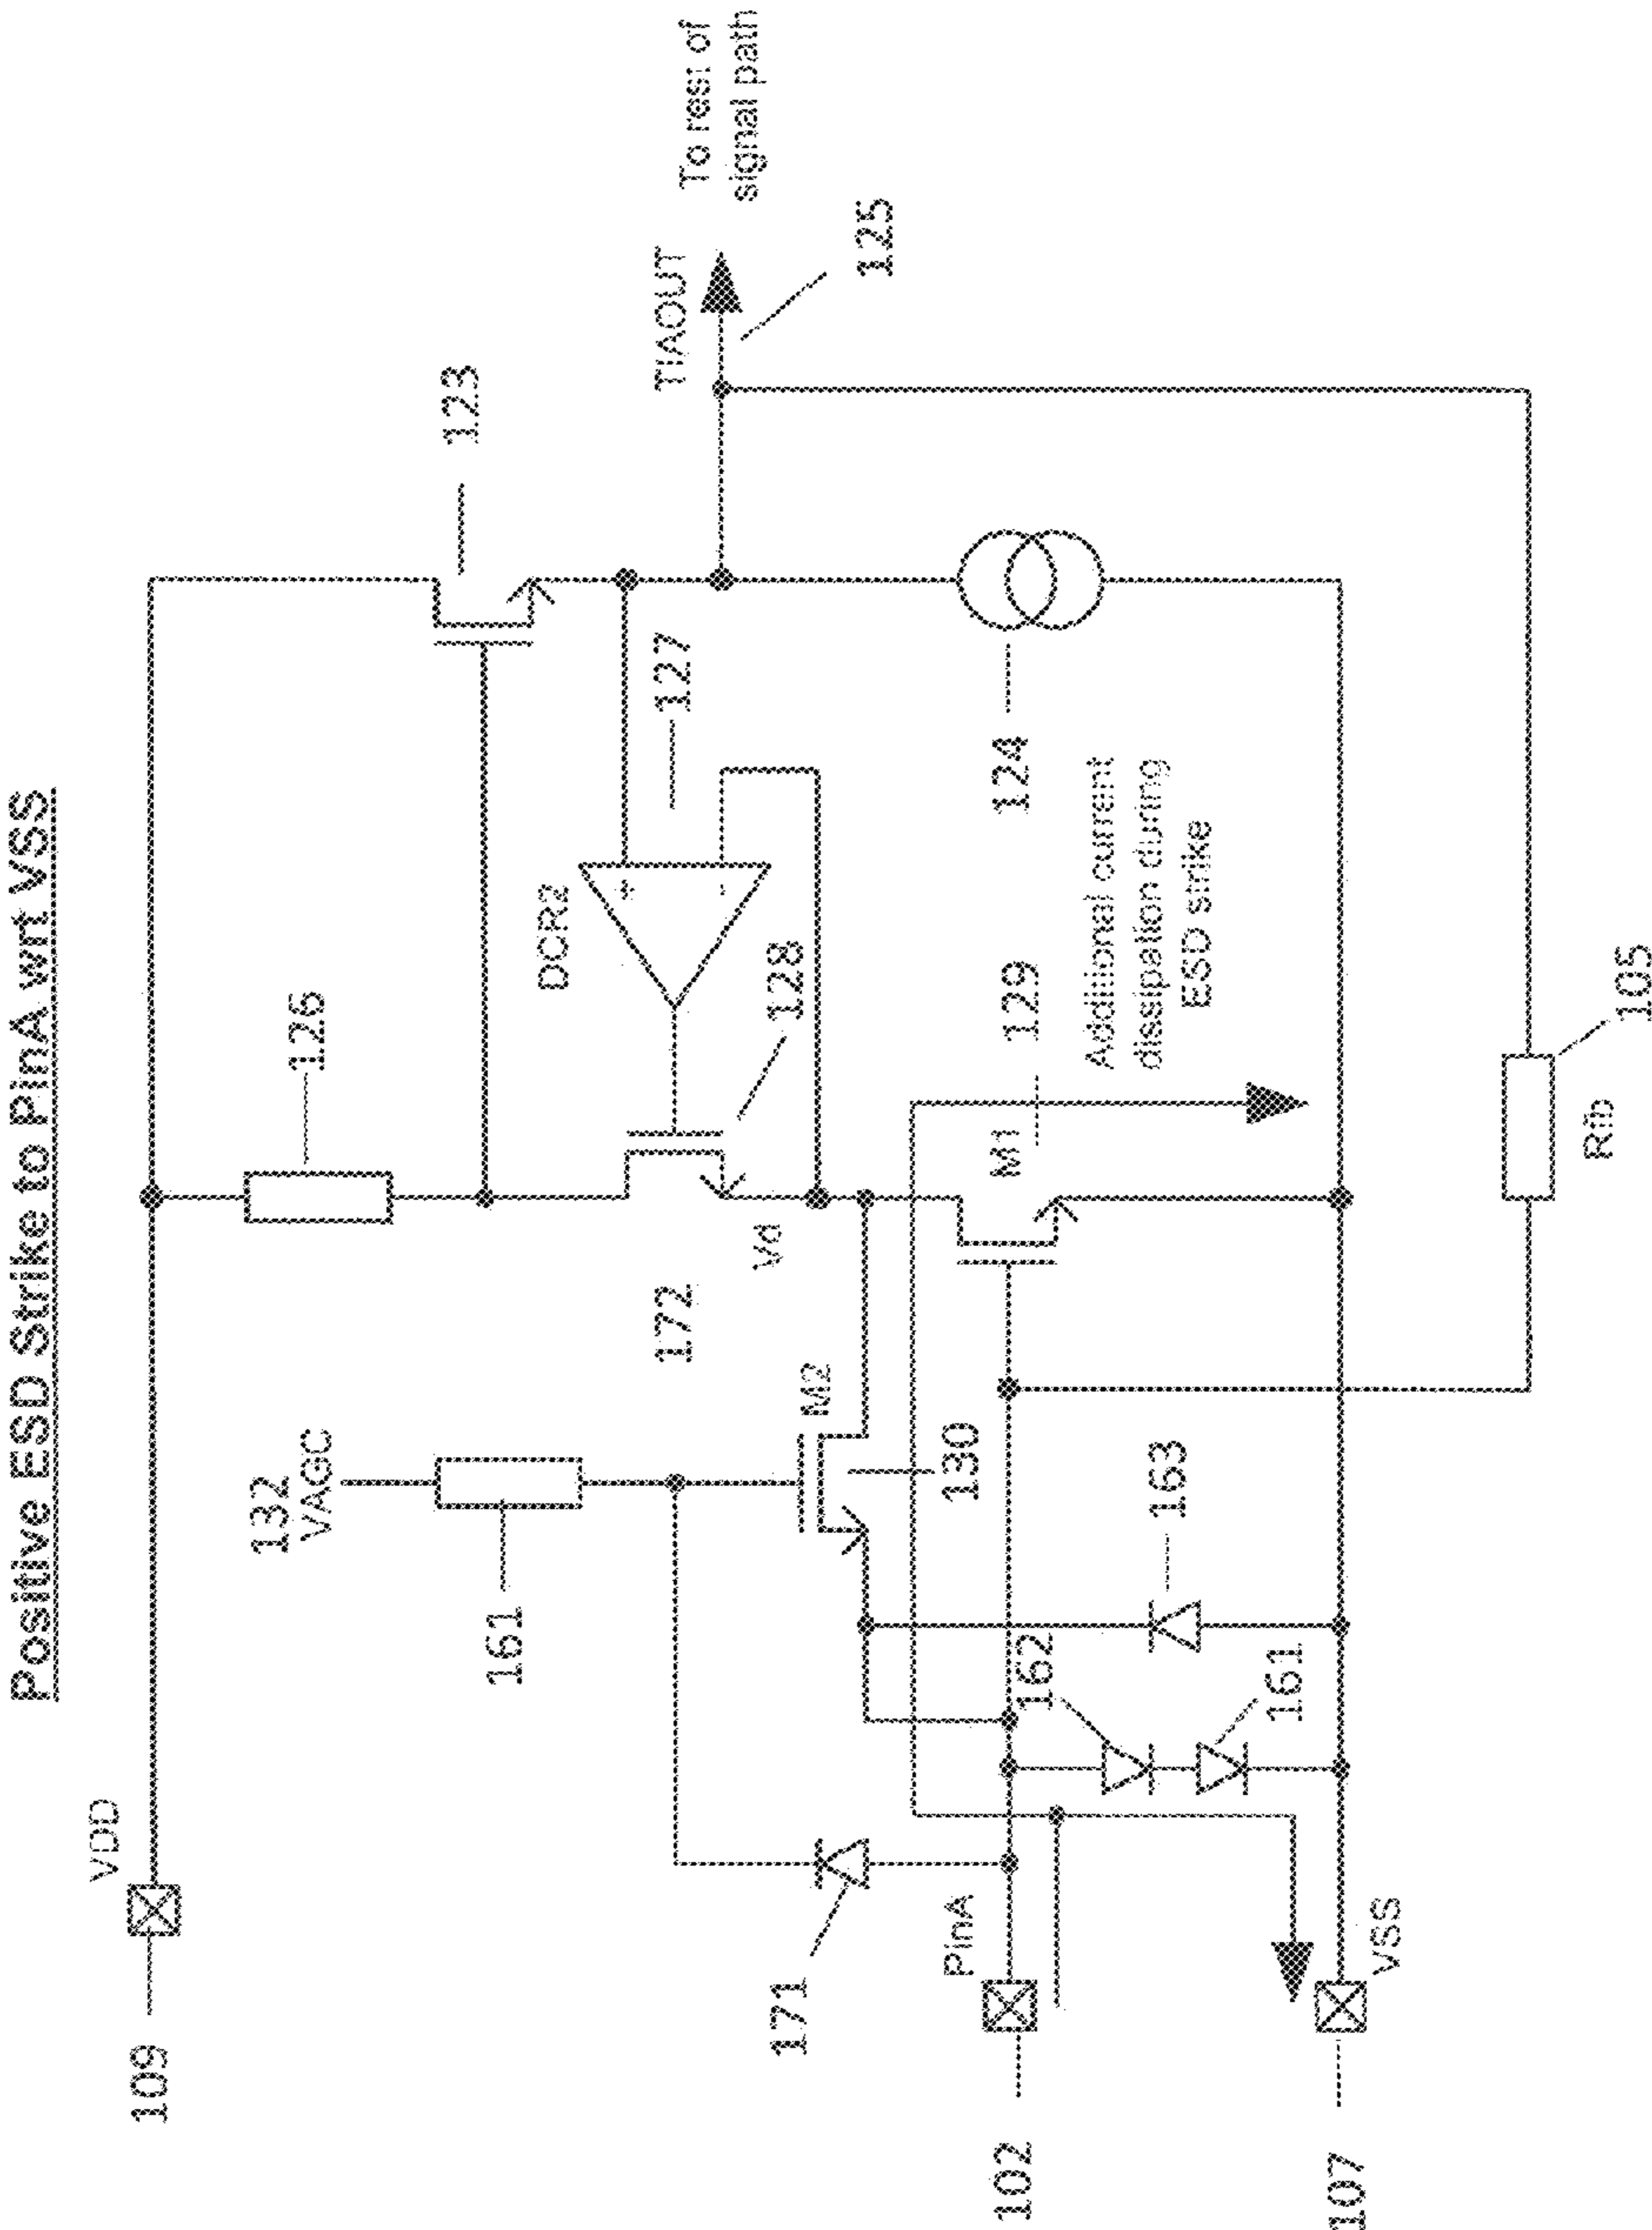 Positive ESD Strike to PinA wrt VSS
109
VDD
126
123
132
VAGC
161
DCR2
+
-
127
TIAOUT
To rest of
signal path
125
172
Vd
128
M2
130
171
PinA
102
162
161
163
M1
129
124
Additional current
dissipation during
ESD strike
107
VSS
Rfb
105